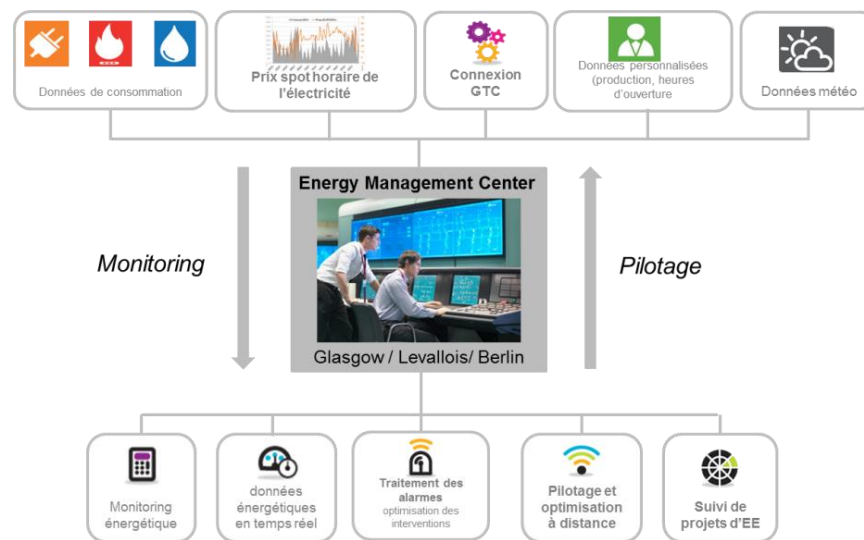 Données de consommation
Prix spot horaire de
l'électricité
Connexion
GTC
Données personnalisées
(production, heures
d'ouverture
Données météo
Energy Management Center
Monitoring
Pilotage
Glasgow / Levallois/ Berlin
Monitoring
énergétique
données
énergétiques
en temps réel
Traitement des
alarmes
optimisation des
interventions
Pilotage et
optimisation
à distance
Suivi de
projets d'EE